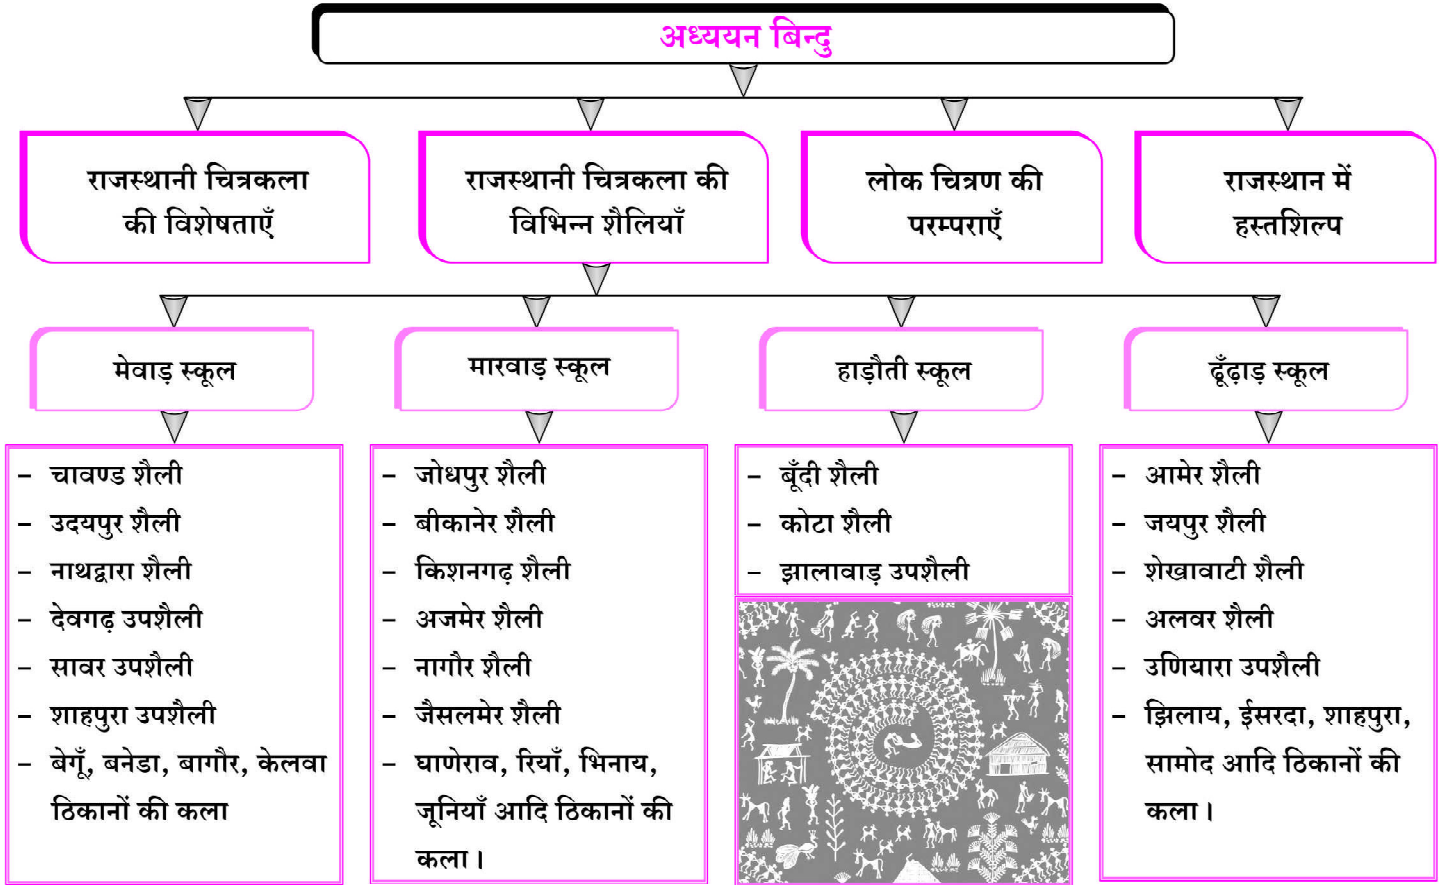 अध्ययन बिन्दु
राजस्थानी चित्रकला
की विशेषताएँ
राजस्थानी चित्रकला की
विभिन्न शैलियाँ
लोक चित्रण की
परम्पराएँ
राजस्थान में
हस्तशिल्प
मेवाड़ स्कूल
मारवाड़ स्कूल
हाड़ौती स्कूल
ढूँढ़ाड़ स्कूल
– चावण्ड शैली
– उदयपुर शैली
– नाथद्वारा शैली
– देवगढ़ उपशैली
– सावर उपशैली
– शाहपुरा उपशैली
– बेगूँ, बनेडा, बागौर, केलवा
ठिकानों की कला
– जोधपुर शैली
– बीकानेर शैली
– किशनगढ़ शैली
– अजमेर शैली
– नागौर शैली
– जैसलमेर शैली
– घाणेराव, रियाँ, भिनाय,
जूनियाँ आदि ठिकानों की
कला।
– बूँदी शैली
– कोटा शैली
– झालावाड़ उपशैली
– आमेर शैली
– जयपुर शैली
– शेखावाटी शैली
– अलवर शैली
– उणियारा उपशैली
– झिलाय, ईसरदा, शाहपुरा,
सामोद आदि ठिकानों की
कला।